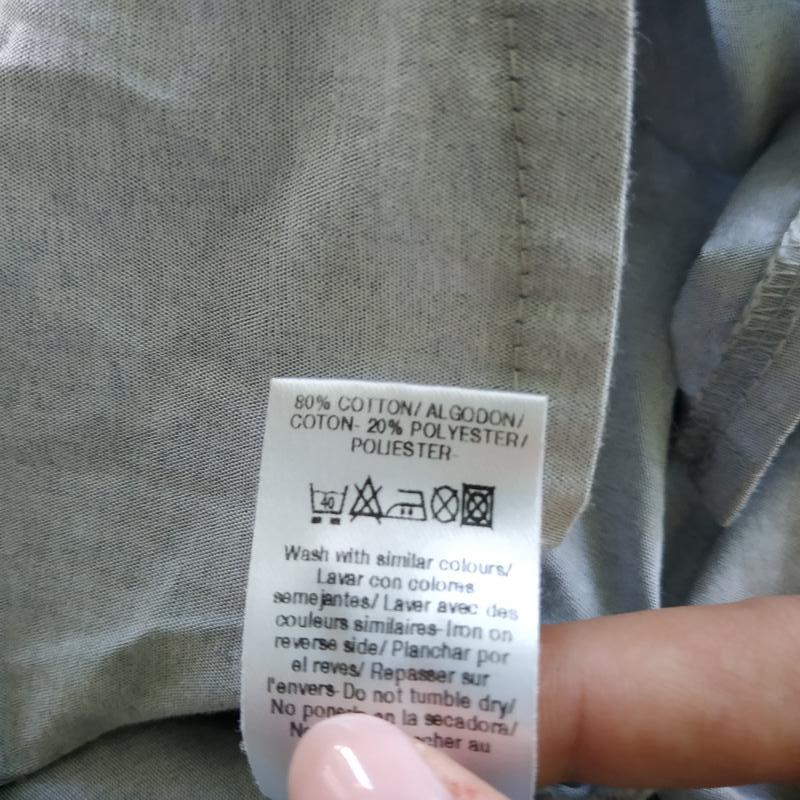 80% COTTON/ ALGODON/
COTON- 20% POLYESTER/
POLIESTER-
40
Wash with similar colours/
Lavar con colores
semejantes/ Laver avec des
couleurs similaires-Iron on
reverse side/ Planchar por
el reves/ Repasser sur
l'envers-Do not tumble dry/
No en la secadora/
au